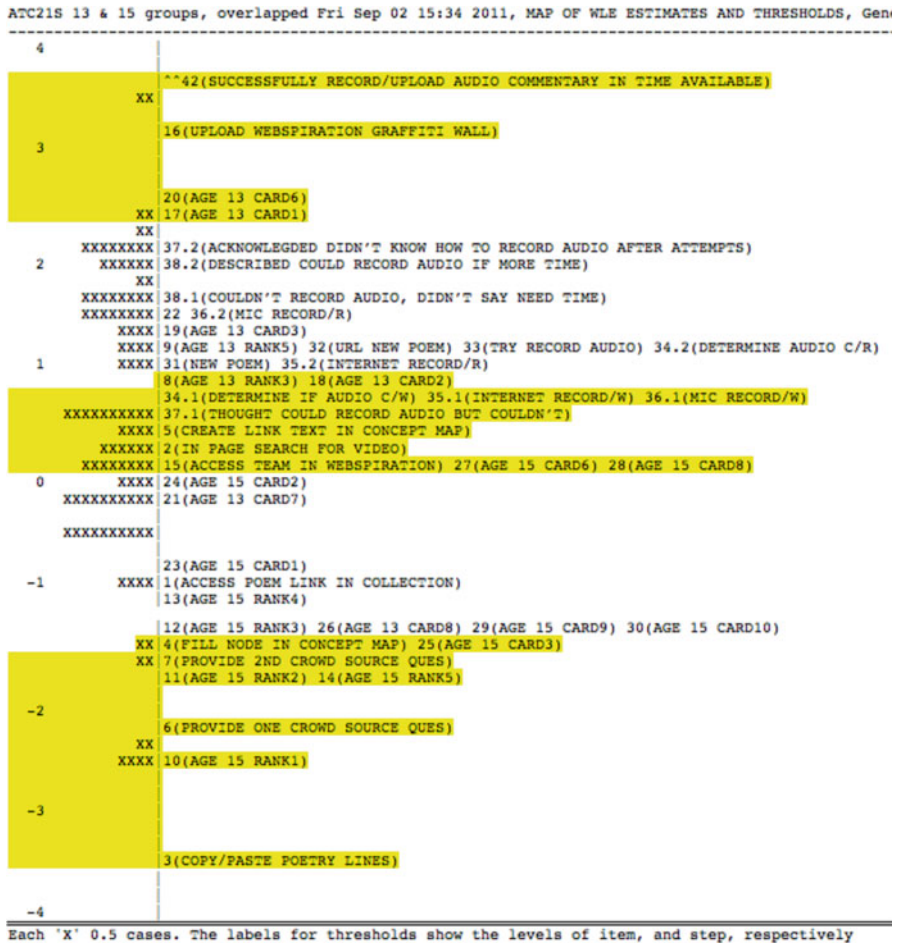 ATC21S 13 & 15 groups, overlapped Fri Sep 02 15:34 2011, MAP OF WLE ESTIMATES AND THRESHOLDS,
4
^^42(SUCCESSFULLY RECORD/UPLOAD AUDIO COMMENTARY IN TIME AVAILABLE)
XX
16(UPLOAD WEBSPIRATION GRAFFITI WALL)
3
20(AGE 13 CARD6)
XX 17(AGE 13 CARD1)
XX
XXXXXXXX 37.2(ACKNOWLEGDED DIDN'T KNOW HOW TO RECORD AUDIO AFTER ATTEMPTS)
2 XXXXXX 38.2(DESCRIBED COULD RECORD AUDIO IF MORE TIME)
XX
XXXXXXXX 38.1(COULDN'T RECORD AUDIO, DIDN'T SAY NEED TIME)
XXXXXXXX 22 36.2(MIC RECORD/R)
XXXX 19(AGE 13 CARD3)
XXXX 9(AGE 13 RANK5) 32(URL NEW POEM) 33(TRY RECORD AUDIO) 34.2(DETERMINE AUDIO C/R)
1 XXXX 31(NEW POEM) 35.2(INTERNET RECORD/R)
8(AGE 13 RANK3) 18(AGE 13 CARD2)
34.1(DETERMINE IF AUDIO C/W) 35.1(INTERNET RECORD/W) 36.1(MIC RECORD/W)
XXXXXXXXXX 37.1(THOUGHT COULD RECORD AUDIO BUT COULDN'T)
XXXX 5(CREATE LINK TEXT IN CONCEPT MAP)
XXXXXX 2(IN PAGE SEARCH FOR VIDEO)
XXXXXXXX 15(ACCESS TEAM IN WEBSPIRATION) 27(AGE 15 CARD6) 28(AGE 15 CARD8)
0 XXXX 24(AGE 15 CARD2)
XXXXXXXXXX 21(AGE 13 CARD7)
XXXXXXXXXX
23(AGE 15 CARD1)
-1 XXXX 1(ACCESS POEM LINK IN COLLECTION)
13(AGE 15 RANK4)
12(AGE 15 RANK3) 26(AGE 13 CARD8) 29(AGE 15 CARD9) 30(AGE 15 CARD10)
XX 4(FILL NODE IN CONCEPT MAP) 25(AGE 15 CARD3)
XX 7(PROVIDE 2ND CROWD SOURCE QUES)
11(AGE 15 RANK2) 14(AGE 15 RANK5)
-2
6(PROVIDE ONE CROWD SOURCE QUES)
XX
XXXX 10(AGE 15 RANK1)
-3
3(COPY/PASTE POETRY LINES)
-4
Each 'X' 0.5 cases. The labels for thresholds show the levels of item, and step, respectively